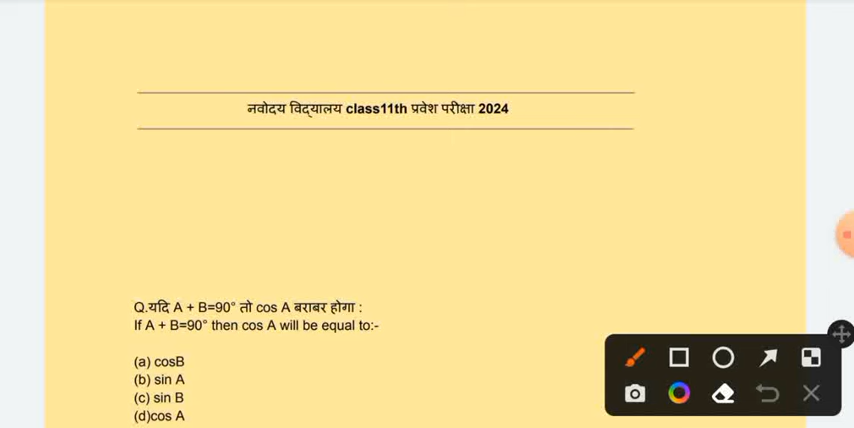 नवोदय विद्यालय class11th प्रवेश परीक्षा 2024
Q.यदि A + B=90° तो cos A बराबर होगा :
If A + B=90° then cos A will be equal to:-
(a) cosB
(b) sin A
(c) sin B
(d)cos A